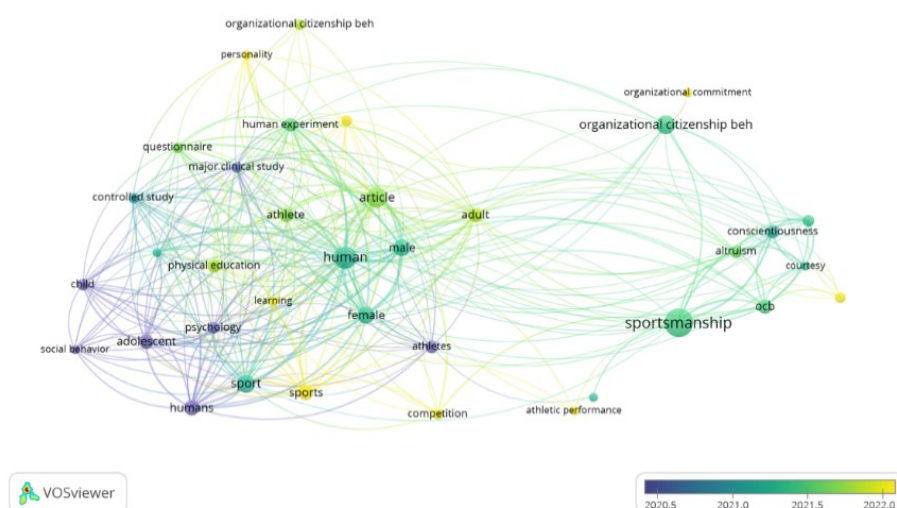 organizational citizenship beh
personality
organizational commitment
human experiment
organizational citizenship beh
questionnaire
major clinical study
controlled study
article
athlete
adult
conscientiousness
male
altruism
human
physical education
courtesy
child
learning
ocb
female
sportsmanship
psychology
adolescent
athletes
social behavior
sport
sports
humans
competition
athletic performance
VOSviewer
2020.5 2021.0 2021.5 2022.0